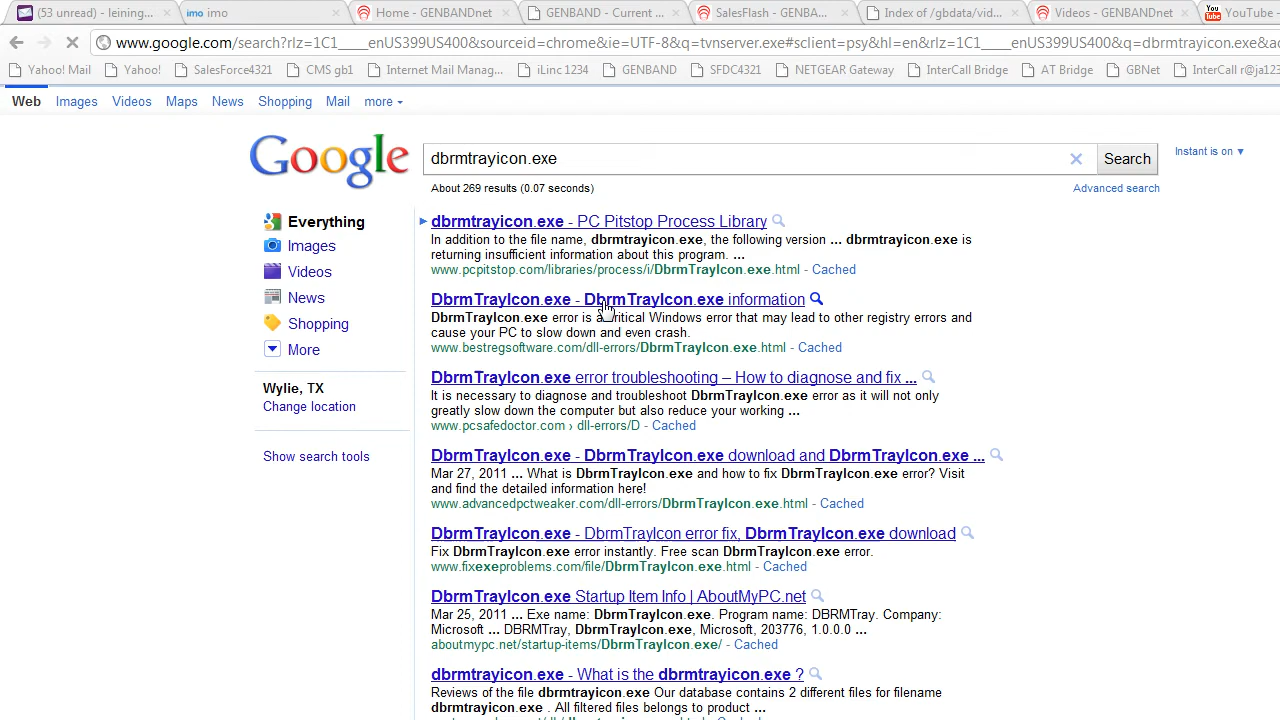 (53 unread) - leining...
imo imo
Home - GENBANDnet
GENBAND - Current ...
SalesFlash - GENBA...
Index of /gbdata/vid...
Videos - GENBANDnet
YouTube -
www.google.com/search?rlz=1C1____enUS399US400&sourceid=chrome&ie=UTF-8&q=tvnserver.exe#sclient=psy&hl=en&rlz=1C1____enUS399US400&q=dbrmtrayicon.exe&a
Yahoo! Mail
Yahoo!
SalesForce4321
CMS gb1
Internet Mail Manag...
iLinc 1234
GENBAND
SFDC4321
NETGEAR Gateway
InterCall Bridge
AT Bridge
GBNet
InterCall r@ja123
Web Images Videos Maps News Shopping Mail more
Google
dbrmtrayicon.exe
Search
Instant is on
About 269 results (0.07 seconds)
Advanced search
Everything
Images
Videos
News
Shopping
More
Wylie, TX
Change location
Show search tools
dbrmtrayicon.exe - PC Pitstop Process Library
In addition to the file name, dbrmtrayicon.exe, the following version ... dbrmtrayicon.exe is
returning insufficient information about this program. ...
www.pcpitstop.com/libraries/process/i/DbrmTrayIcon.exe.html - Cached
DbrmTrayIcon.exe - DbrmTrayIcon.exe information
DbrmTrayIcon.exe error is a critical Windows error that may lead to other registry errors and
cause your PC to slow down and even crash.
www.bestregsoftware.com/dll-errors/DbrmTrayIcon.exe.html - Cached
DbrmTrayIcon.exe error troubleshooting – How to diagnose and fix ...
It is necessary to diagnose and troubleshoot DbrmTrayIcon.exe error as it will not only
greatly slow down the computer but also reduce your working ...
www.pcsafedoctor.com › dll-errors/D - Cached
DbrmTrayIcon.exe - DbrmTrayIcon.exe download and DbrmTrayIcon.exe ...
Mar 27, 2011 ... What is DbrmTrayIcon.exe and how to fix DbrmTrayIcon.exe error? Visit
and find the detailed information here!
www.advancedpctweaker.com/dll-errors/DbrmTrayIcon.exe.html - Cached
DbrmTrayIcon.exe - DbrmTrayIcon error fix, DbrmTrayIcon.exe download
Fix DbrmTrayIcon.exe error instantly. Free scan DbrmTrayIcon.exe error.
www.fixexeproblems.com/file/DbrmTrayIcon.exe.html - Cached
DbrmTrayIcon.exe Startup Item Info | AboutMyPC.net
Mar 25, 2011 ... Exe name: DbrmTrayIcon.exe. Program name: DBRMTray. Company:
Microsoft ... DBRMTray, DbrmTrayIcon.exe, Microsoft, 203776, 1.0.0.0 ...
aboutmypc.net/startup-items/DbrmTrayIcon.exe/ - Cached
dbrmtrayicon.exe - What is the dbrmtrayicon.exe ?
Reviews of the file dbrmtrayicon.exe Our database contains 2 different files for filename
dbrmtrayicon.exe . All filtered files belongs to product ...